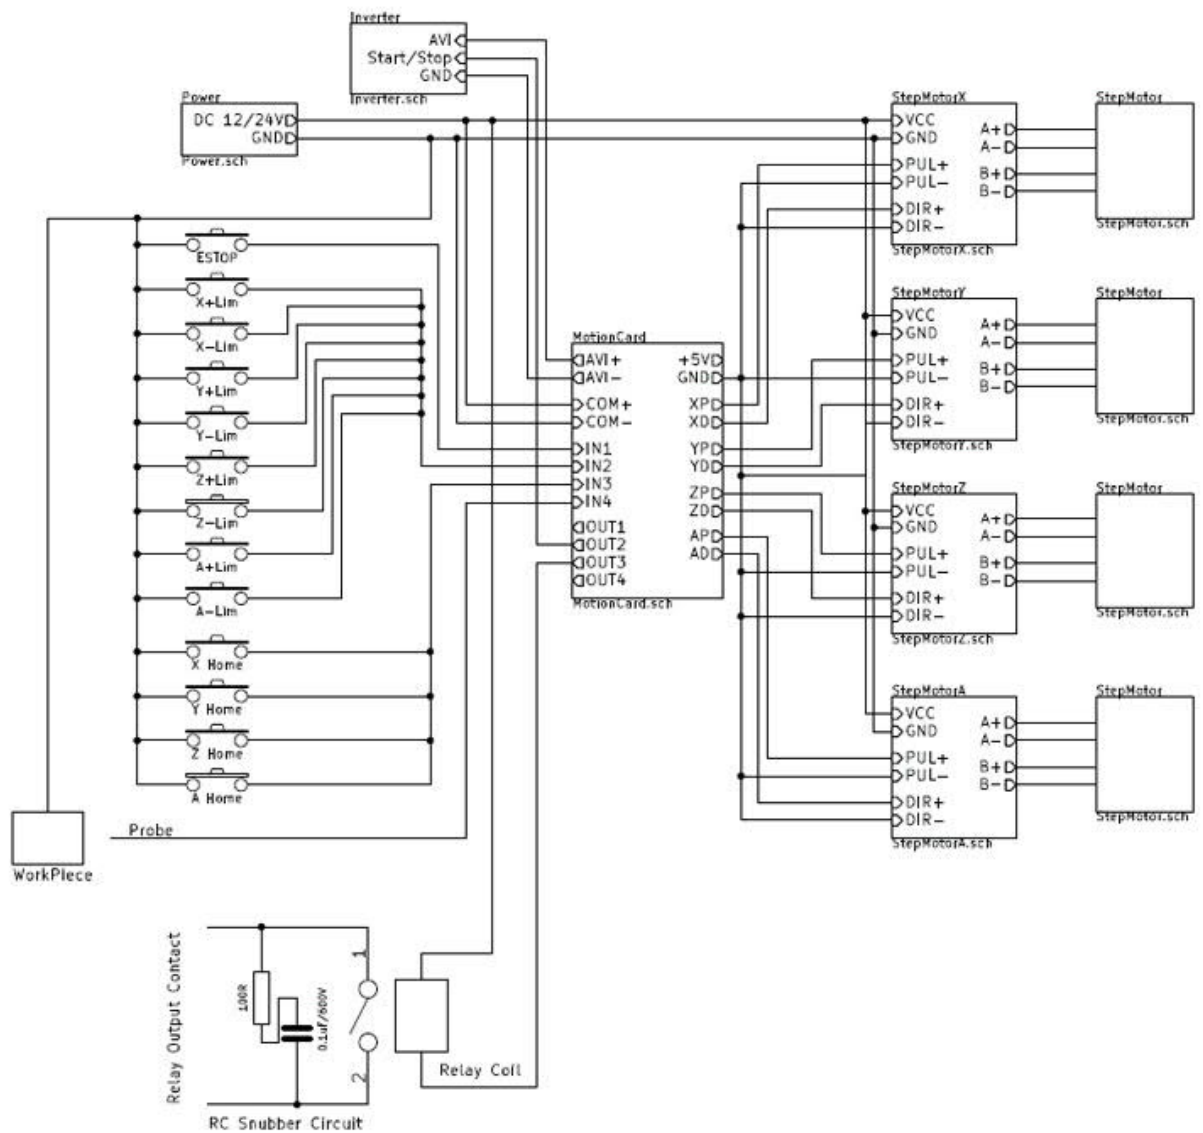 Inverter
AVI
Start/Stop
GND
Inverter.sch
Power
DC 12/24V
GND
Power.sch
ESTOP
X+Lim
X-Lim
Y+Lim
Y-Lim
Z+Lim
Z-Lim
A+Lim
A-Lim
X Home
Y Home
Z Home
A Home
Probe
WorkPiece
MotionCard
AVI+
AVI-
COM+
COM-
IN1
IN2
IN3
IN4
OUT1
OUT2
OUT3
OUT4
+5V
GND
XP
XD
YP
YD
ZP
ZD
AP
AD
MotionCard.sch
StepMotorX
VCC
GND
PUL+
PUL-
DIR+
DIR-
A+
A-
B+
B-
StepMotorX.sch
StepMotor
StepMotor.sch
StepMotorY
VCC
GND
PUL+
PUL-
DIR+
DIR-
A+
A-
B+
B-
StepMotorY.sch
StepMotor
StepMotor.sch
StepMotorZ
VCC
GND
PUL+
PUL-
DIR+
DIR-
A+
A-
B+
B-
StepMotorZ.sch
StepMotor
StepMotor.sch
StepMotorA
VCC
GND
PUL+
PUL-
DIR+
DIR-
A+
A-
B+
B-
StepMotorA.sch
StepMotor
StepMotor.sch
Relay Output Contact
100R
0.1uF/600V
1
2
Relay Coil
RC Snubber Circuit